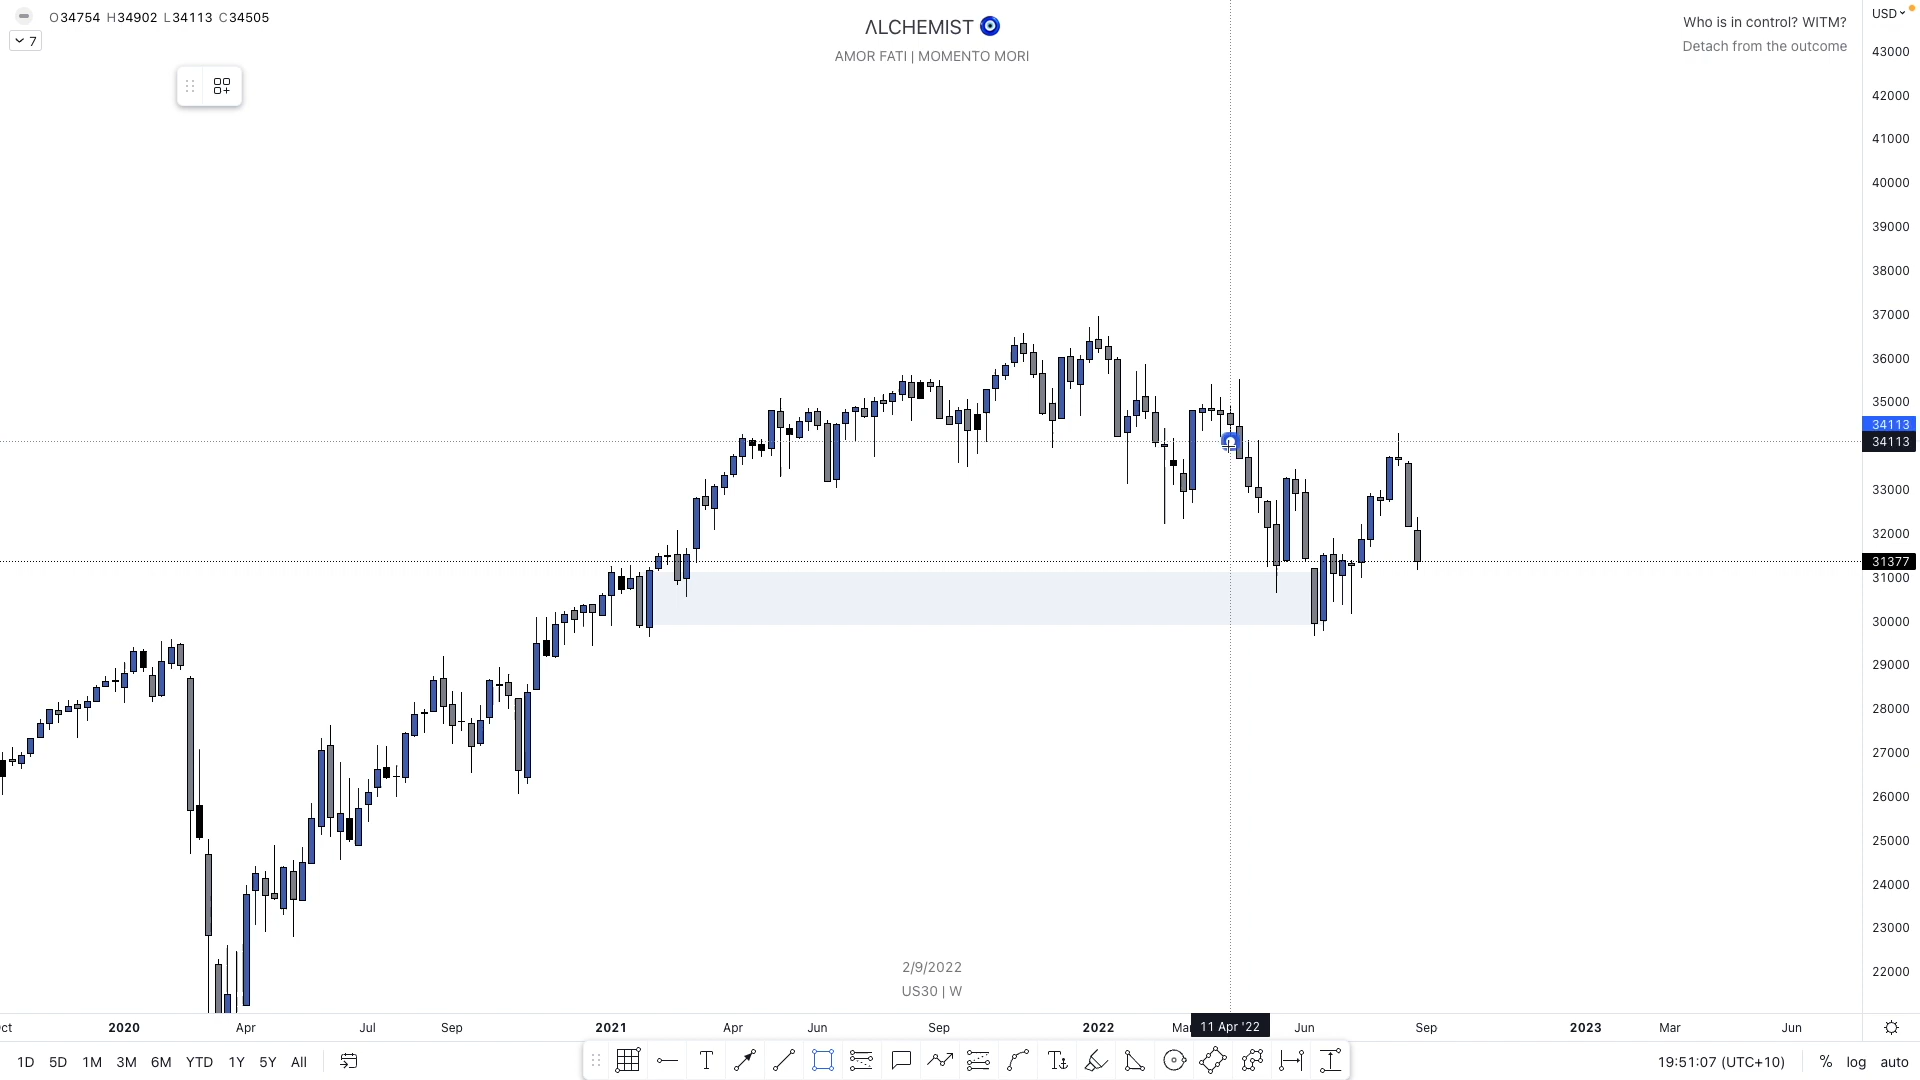 O34754 H34902 L34113 C34505
7
ΛLCHEMIST
AMOR FATI | MOMENTO MORI
Who is in control? WITM?
Detach from the outcome
USD
43000
42000
41000
40000
39000
38000
37000
36000
35000
34113
34113
33000
32000
31377
31000
30000
29000
28000
27000
26000
25000
24000
23000
22000
2/9/2022
US30 | W
2020 Apr Jul Sep 2021 Apr Jun Sep 2022 11 Apr '22 Jun Sep 2023 Mar Jun
1D 5D 1M 3M 6M YTD 1Y 5Y All
T
19:51:07 (UTC+10) % log auto